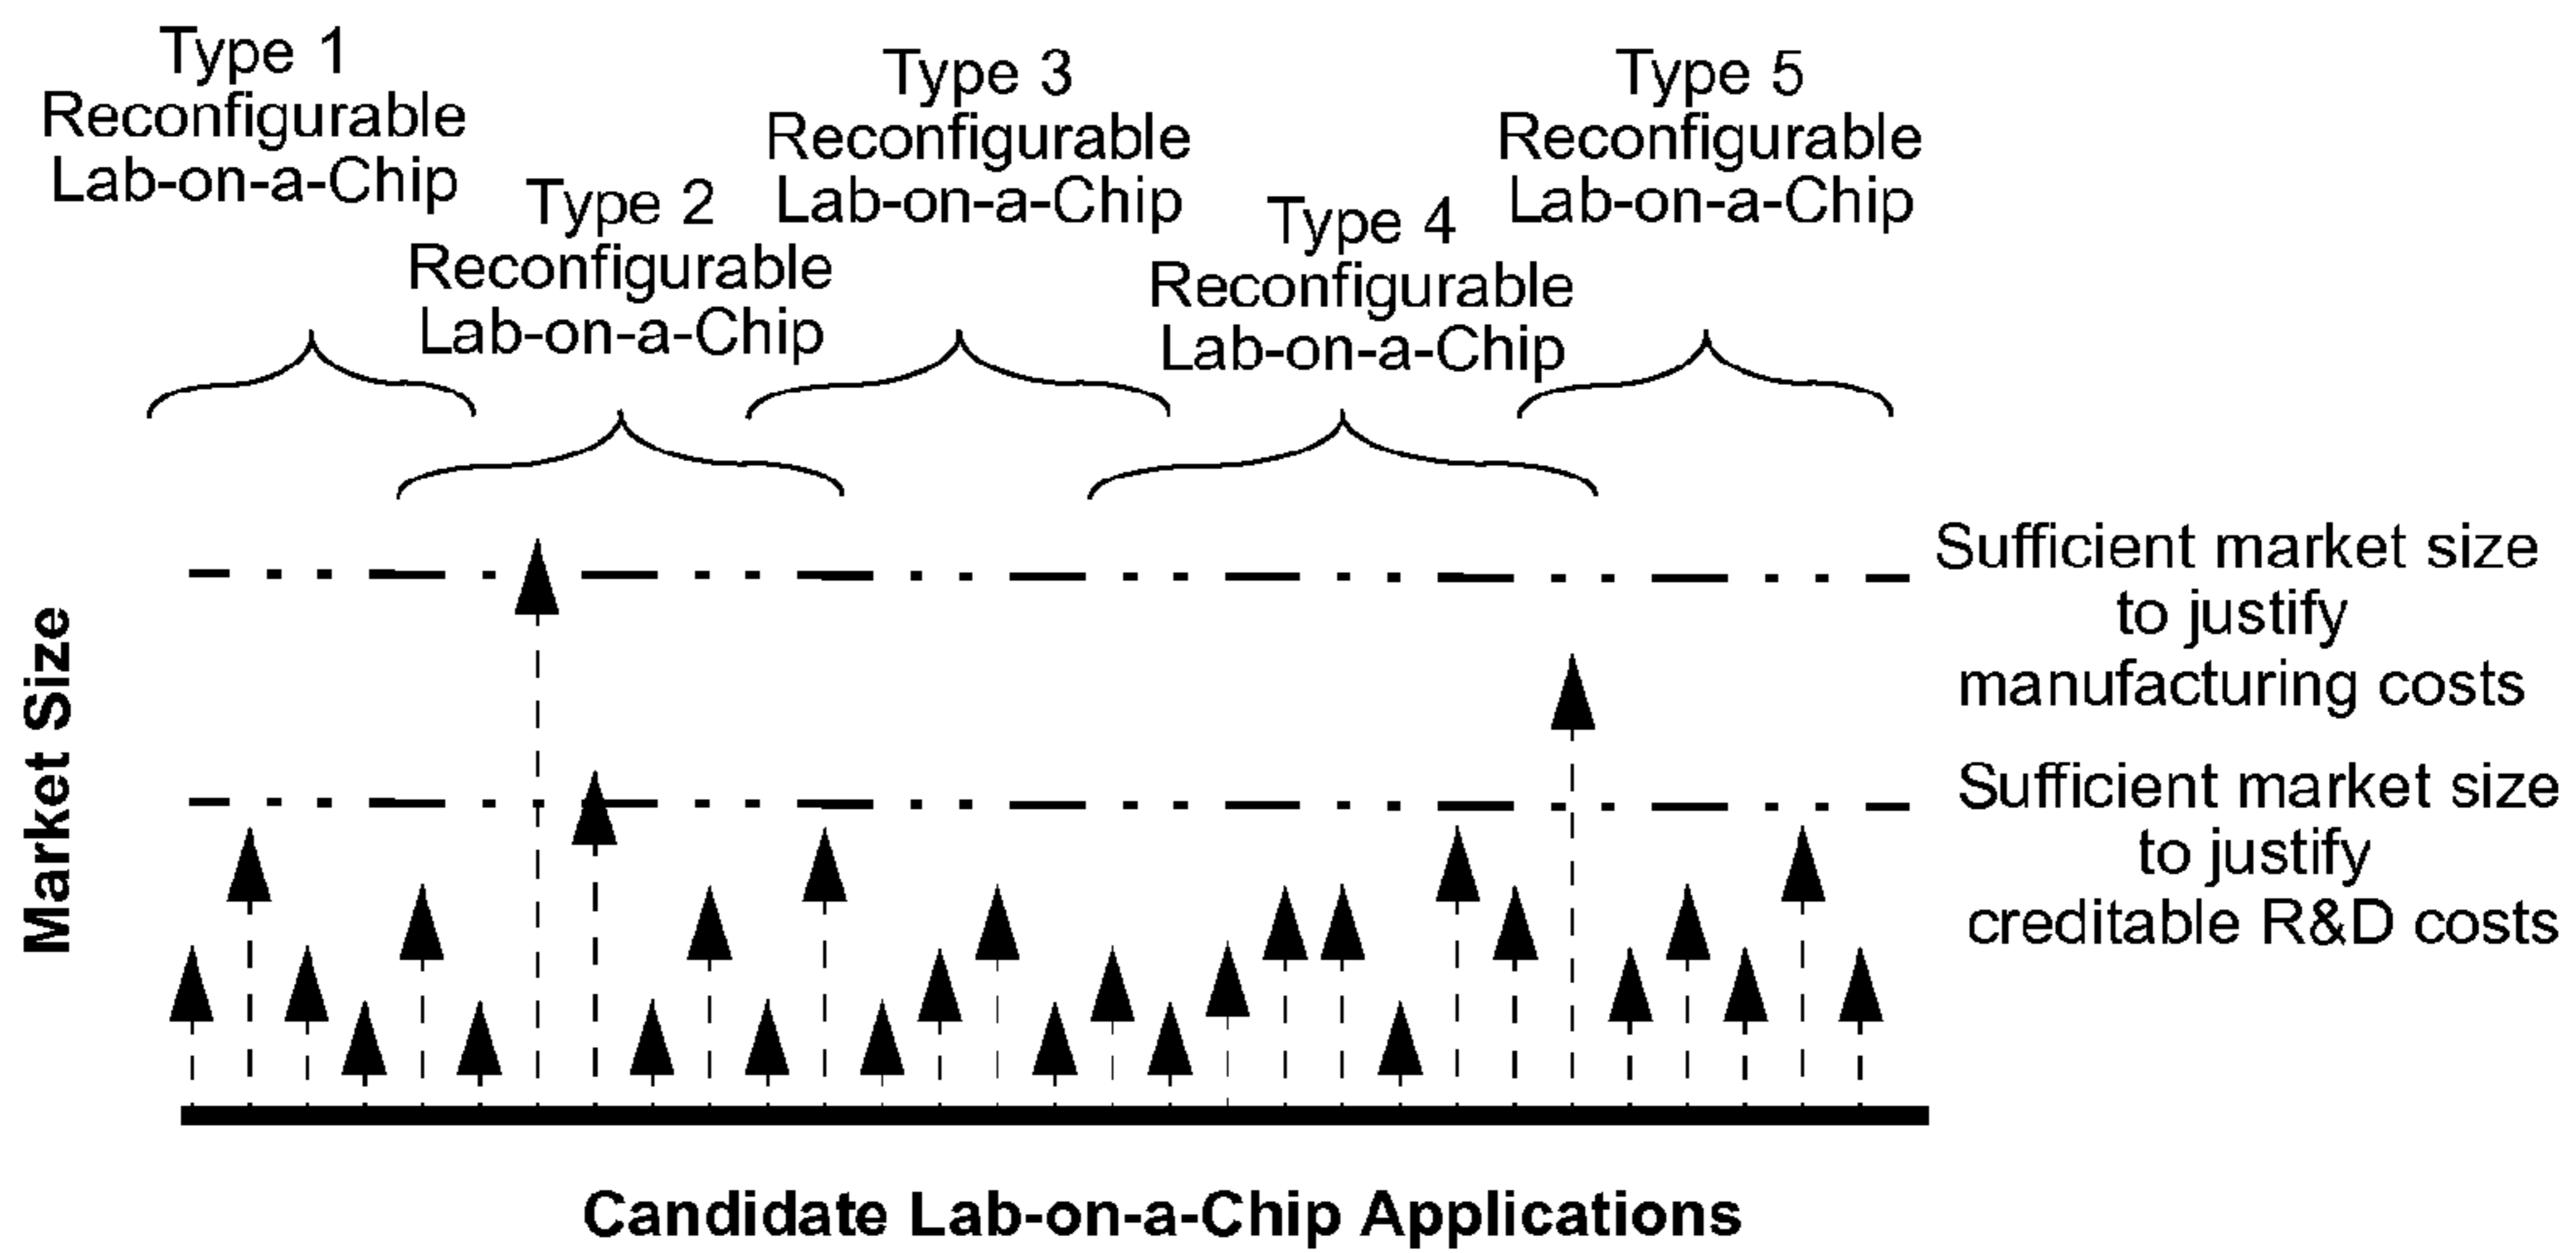 Type 1
Reconfigurable
Lab-on-a-Chip
Type 2
Reconfigurable
Lab-on-a-Chip
Type 3
Reconfigurable
Lab-on-a-Chip
Type 4
Reconfigurable
Lab-on-a-Chip
Type 5
Reconfigurable
Lab-on-a-Chip
Sufficient market size
to justify
manufacturing costs
Sufficient market size
to justify
creditable R&D costs
Market Size
Candidate Lab-on-a-Chip Applications